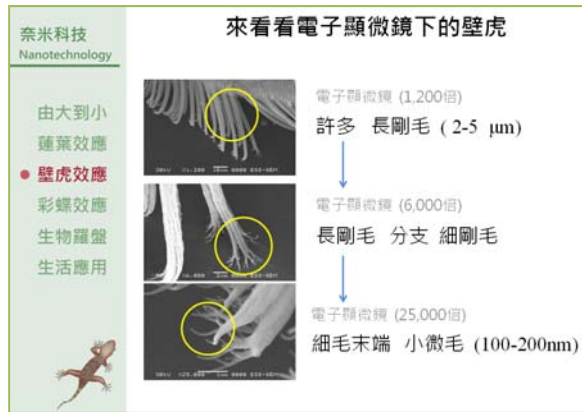 奈米科技
Nanotechnology
由大到小
蓮葉效應
壁虎效應
彩蝶效應
生物羅盤
生活應用
來看看電子顯微鏡下的壁虎
電子顯微鏡 (1,200倍)
許多 長剛毛 ( 2-5 μm)
電子顯微鏡 (6,000倍)
長剛毛 分支 細剛毛
電子顯微鏡 (25,000倍)
細毛末端 小微毛 (100-200nm)